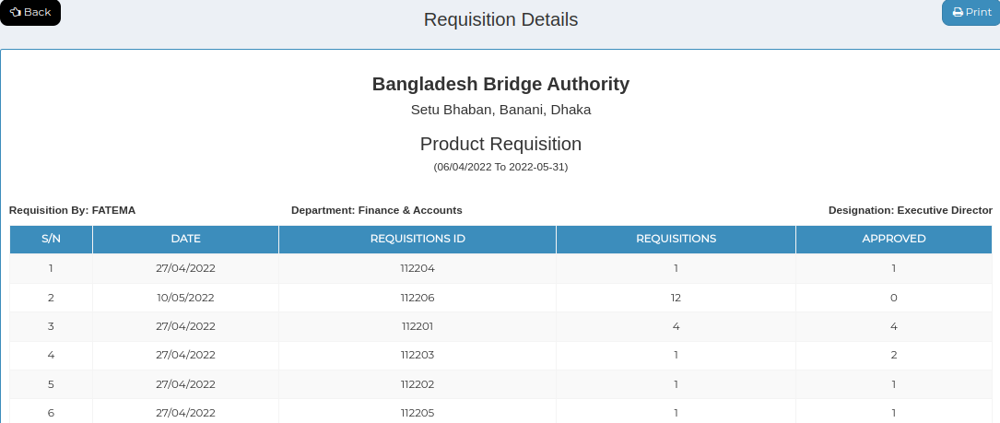 Back
Requisition Details
Print
Bangladesh Bridge Authority
Setu Bhaban, Banani, Dhaka
Product Requisition
(06/04/2022 To 2022-05-31)
Requisition By: FATEMA Department: Finance & Accounts Designation: Executive Director
S/N DATE REQUISITIONS ID REQUISITIONS APPROVED
1 27/04/2022 112204 1 1
2 10/05/2022 112206 12 0
3 27/04/2022 112201 4 4
4 27/04/2022 112203 1 2
5 27/04/2022 112202 1 1
6 27/04/2022 112205 1 1